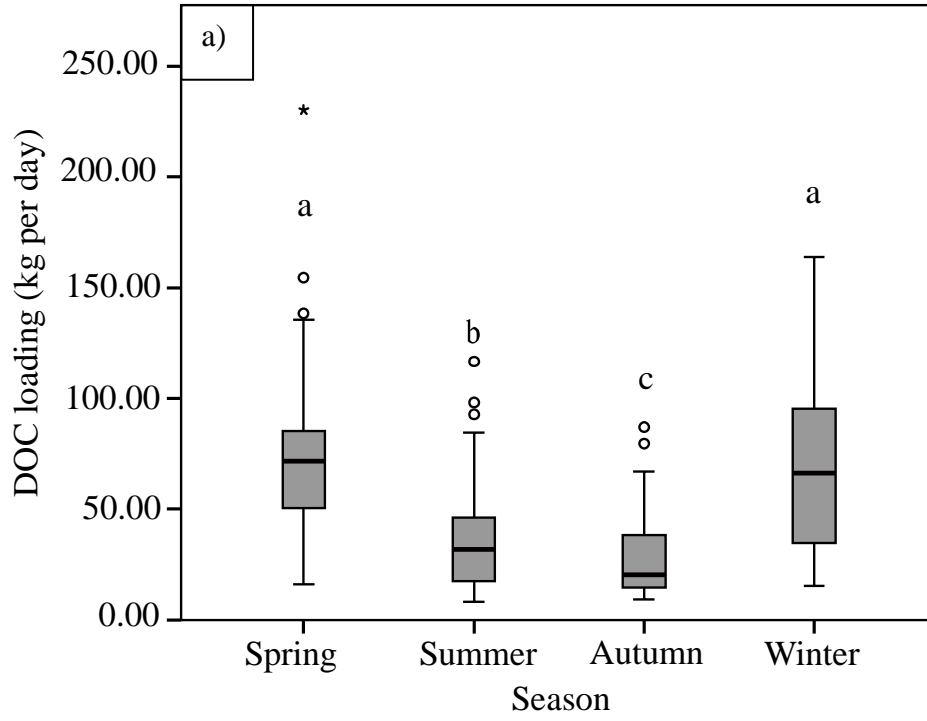 a)
250.00
200.00
150.00
100.00
50.00
0.00
DOC loading (kg per day)
*
a
b
c
a
Spring Summer Autumn Winter
Season